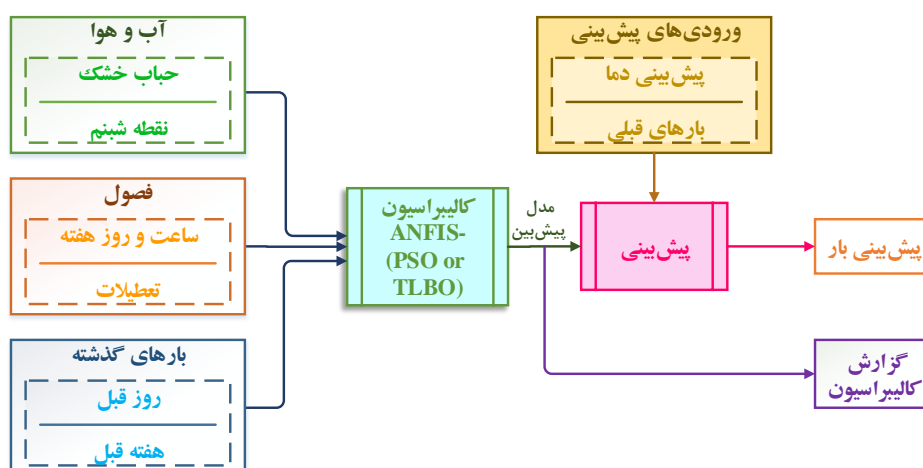 آب و هوا
حباب خشک
نقطه شبنم
فصول
ساعت و روز هفته
تعطیلات
بارهای گذشته
روز قبل
هفته قبل
کالیبراسیون
ANFIS-
(PSO or
TLBO)
مدل
پیش‌بین
ورودی‌های پیش‌بینی
پیش‌بینی دما
بارهای قبلی
پیش‌بینی
پیش‌بینی بار
گزارش
کالیبراسیون